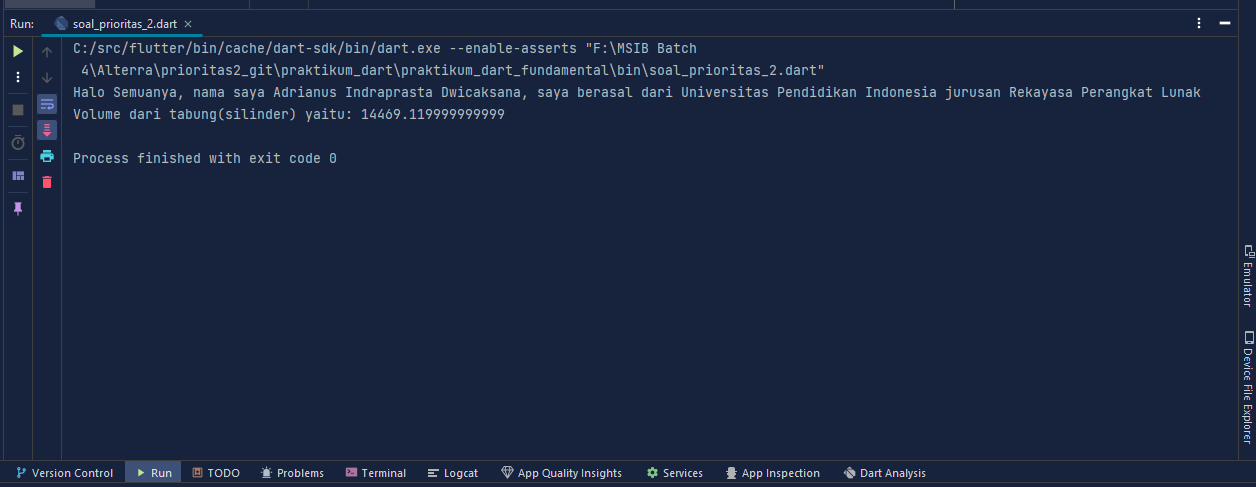 Run: soal_prioritas_2.dart
C:/src/flutter/bin/cache/dart-sdk/bin/dart.exe --enable-asserts "F:\MSIB Batch
4\Alterra\prioritas2_git\praktikum_dart\praktikum_dart_fundamental\bin\soal_prioritas_2.dart"
Halo Semuanya, nama saya Adrianus Indraprasta Dwicaksana, saya berasal dari Universitas Pendidikan Indonesia jurusan Rekayasa Perangkat Lunak
Volume dari tabung(silinder) yaitu: 14469.119999999999
Process finished with exit code 0
Emulator
Device File Explorer
Version Control Run TODO Problems Terminal Logcat App Quality Insights Services App Inspection Dart Analysis